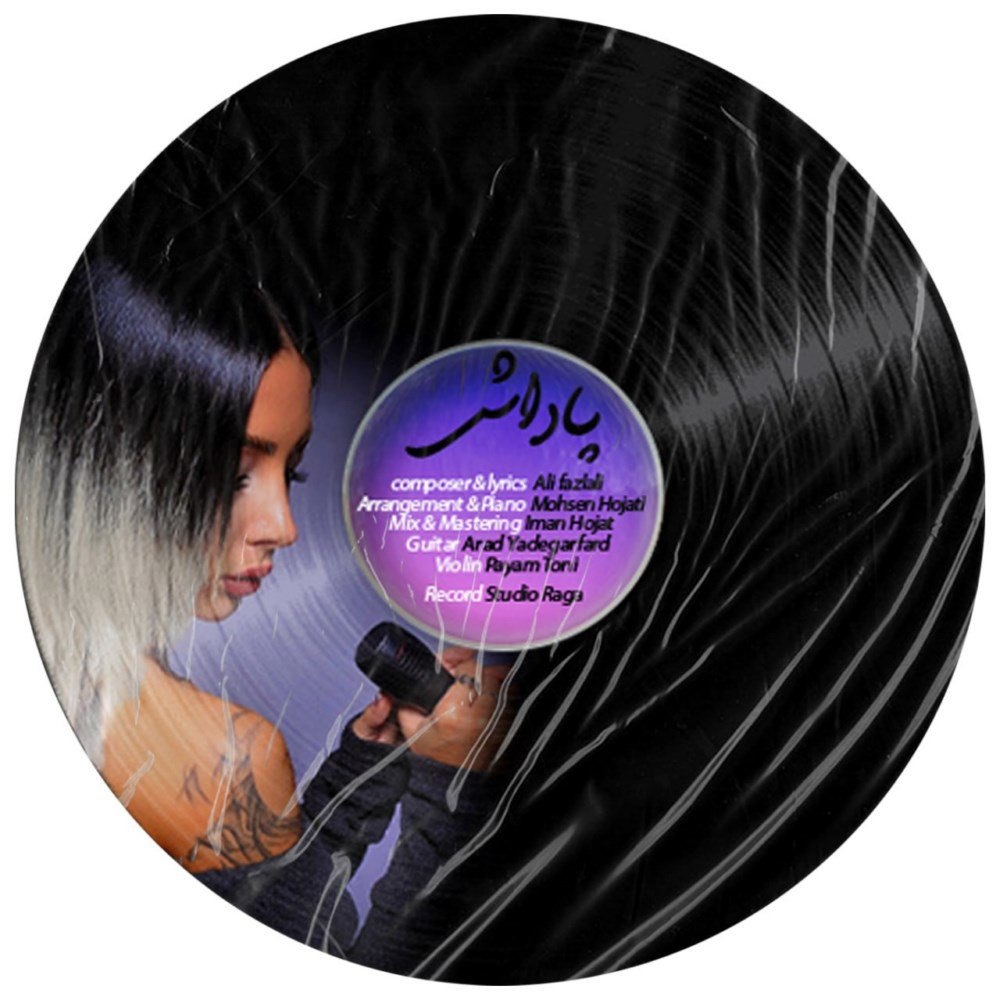 پاداش
composer & lyrics Ali fazlali
Arrangement & Piano Mohsen Hojati
Mix & Mastering Iman Hojat
Guitar Arad Yadegarfard
Violin Payam Toni
Record Studio Raga